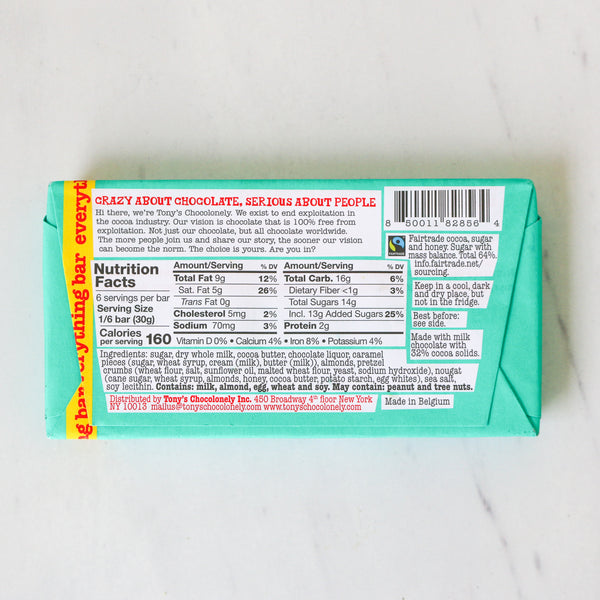 everyth
everything bar
ng bar
CRAZY ABOUT CHOCOLATE, SERIOUS ABOUT PEOPLE
Hi there, we're Tony's Chocolonely. We exist to end exploitation in
the cocoa industry. Our vision is chocolate that is 100% free from
exploitation. Not just our chocolate, but all chocolate worldwide.
The more people join us and share our story, the sooner our vision
can become the norm. The choice is yours. Are you in?
8 50011 82856 4
FAIRTRADE
Fairtrade cocoa, sugar
and honey. Sugar with
mass balance. Total 64%.
info.fairtrade.net/
sourcing.
Keep in a cool, dark
and dry place, but
not in the fridge.
Best before:
see side.
Made with milk
chocolate with
32% cocoa solids.
Nutrition
Facts
6 servings per bar
Serving Size
1/6 bar (30g)
Calories
per serving 160
Amount/Serving % DV
Total Fat 9g 12%
Sat. Fat 5g 26%
Trans Fat 0g
Cholesterol 5mg 2%
Sodium 70mg 3%
Amount/Serving % DV
Total Carb. 16g 6%
Dietary Fiber <1g 3%
Total Sugars 14g
Incl. 13g Added Sugars 25%
Protein 2g
Vitamin D 0% • Calcium 4% • Iron 8% • Potassium 4%
Ingredients: sugar, dry whole milk, cocoa butter, chocolate liquor, caramel
pieces (sugar, wheat syrup, cream (milk), butter (milk)), almonds, pretzel
crumbs (wheat flour, salt, sunflower oil, malted wheat flour, yeast, sodium hydroxide), nougat
(cane sugar, wheat syrup, almonds, honey, cocoa butter, potato starch, egg whites), sea salt,
soy lecithin. Contains: milk, almond, egg, wheat and soy. May contain: peanut and tree nuts.
Distributed by Tony's Chocolonely Inc. 450 Broadway 4th floor New York
NY 10013 mailus@tonyschocolonely.com www.tonyschocolonely.com
Made in Belgium